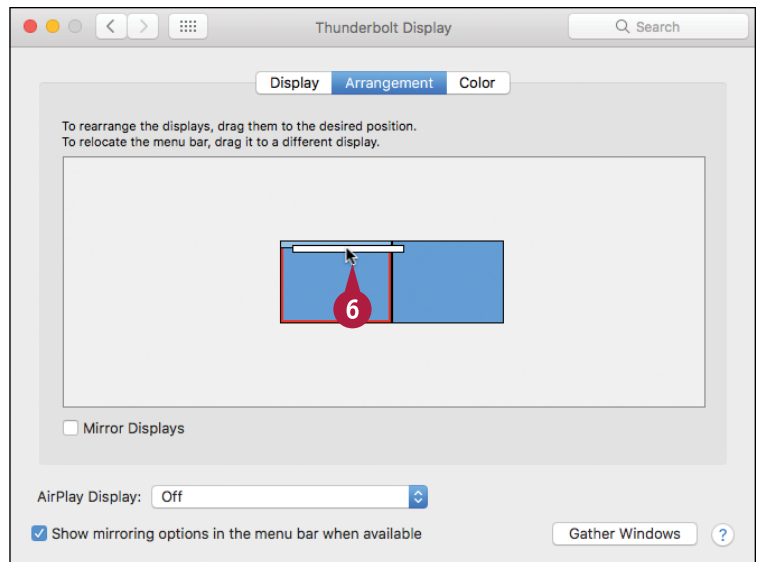 Thunderbolt Display
Search
Display Arrangement Color
To rearrange the displays, drag them to the desired position.
To relocate the menu bar, drag it to a different display.
6
Mirror Displays
AirPlay Display: Off
Show mirroring options in the menu bar when available
Gather Windows ?